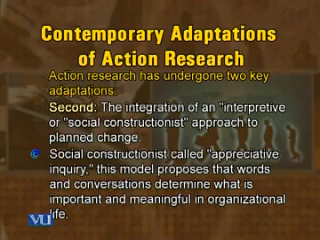 Contemporary Adaptations
of Action Research
Action research has undergone two key
adaptations:
Second: The integration of an "interpretive
or "social constructionist" approach to
planned change.
Social constructionist called "appreciative
inquiry," this model proposes that words
and conversations determine what is
important and meaningful in organizational
life.
VU